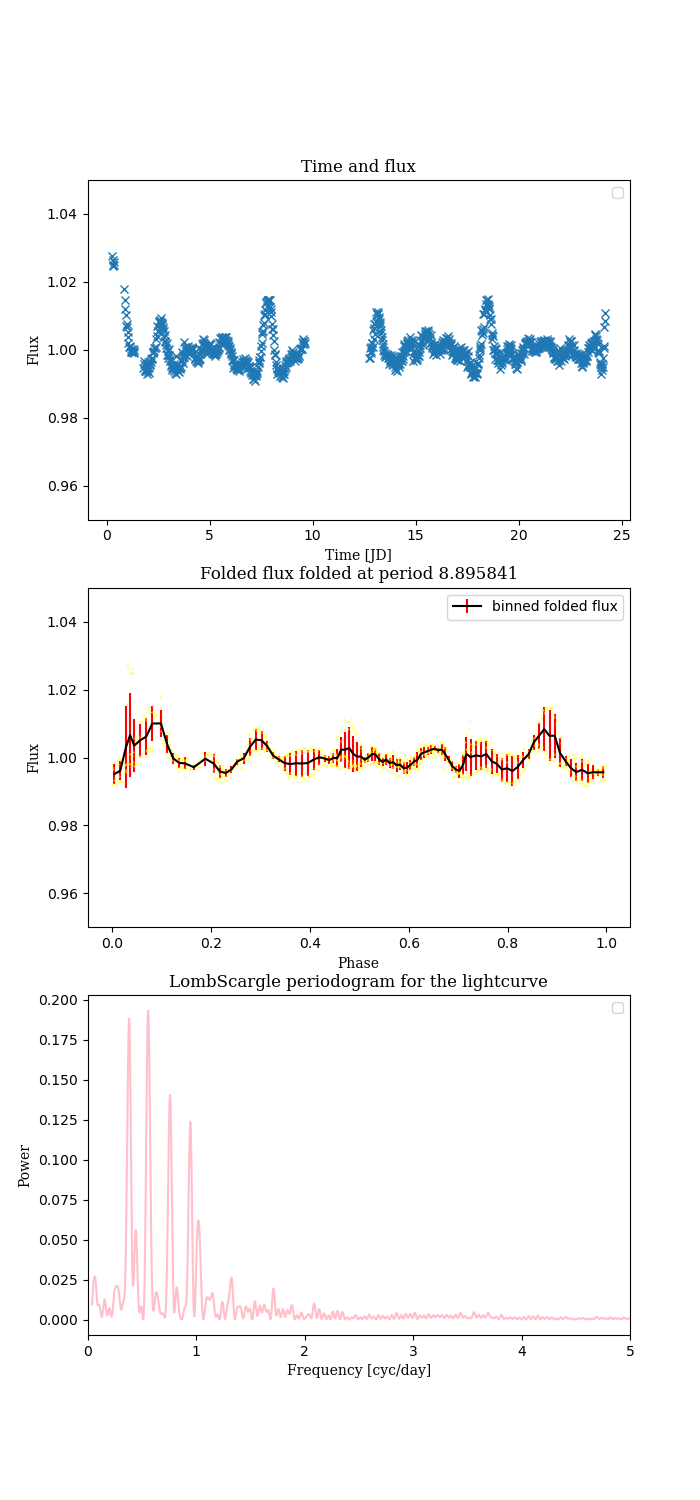 Time and flux
1.04
1.02
1.00
0.98
0.96
Flux
0 5 10 15 20 25
Time [JD]
Folded flux folded at period 8.895841
binned folded flux
1.04
1.02
1.00
0.98
0.96
Flux
0.0 0.2 0.4 0.6 0.8 1.0
Phase
LombScargle periodogram for the lightcurve
0.200
0.175
0.150
0.125
0.100
0.075
0.050
0.025
0.000
Power
0 1 2 3 4 5
Frequency [cyc/day]